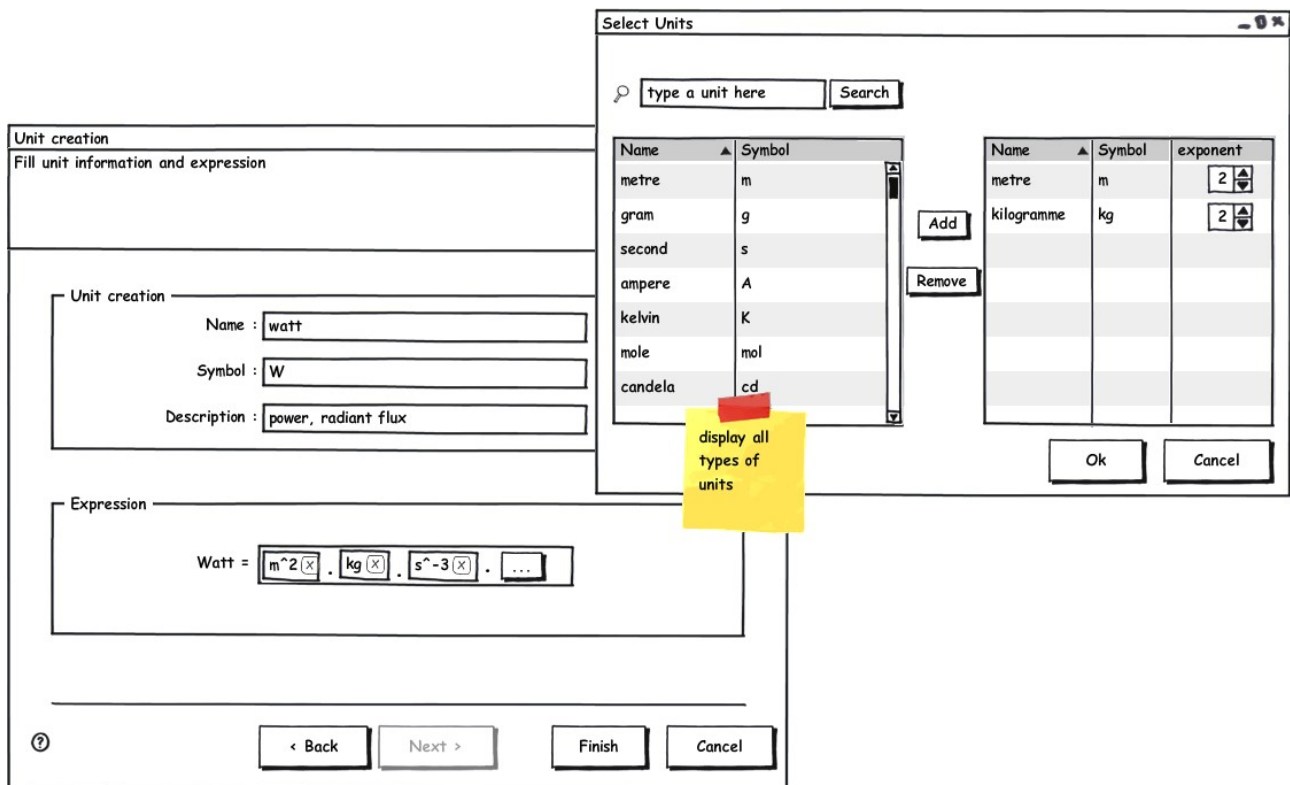 Select Units
type a unit here
Search
Name Symbol
metre m
gram g
second s
ampere A
kelvin K
mole mol
candela cd
Add
Remove
Name Symbol exponent
metre m 2
kilogramme kg 2
Ok
Cancel
display all
types of
units
Unit creation
Fill unit information and expression
Unit creation
Name : watt
Symbol : W
Description : power, radiant flux
Expression
Watt = m^2 x . kg x . s^-3 x . ...
?
< Back
Next >
Finish
Cancel